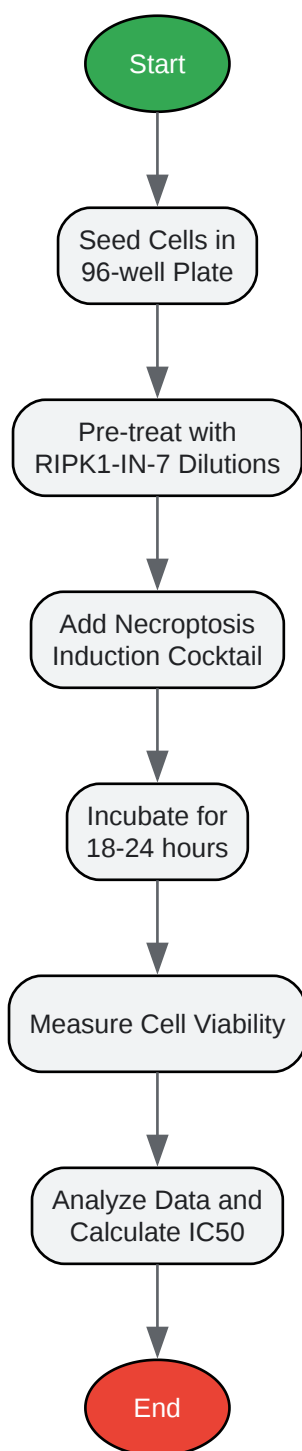 Start
Seed Cells in
96-well Plate
Pre-treat with
RIPK1-IN-7 Dilutions
Add Necroptosis
Induction Cocktail
Incubate for
18-24 hours
Measure Cell Viability
Analyze Data and
Calculate IC50
End